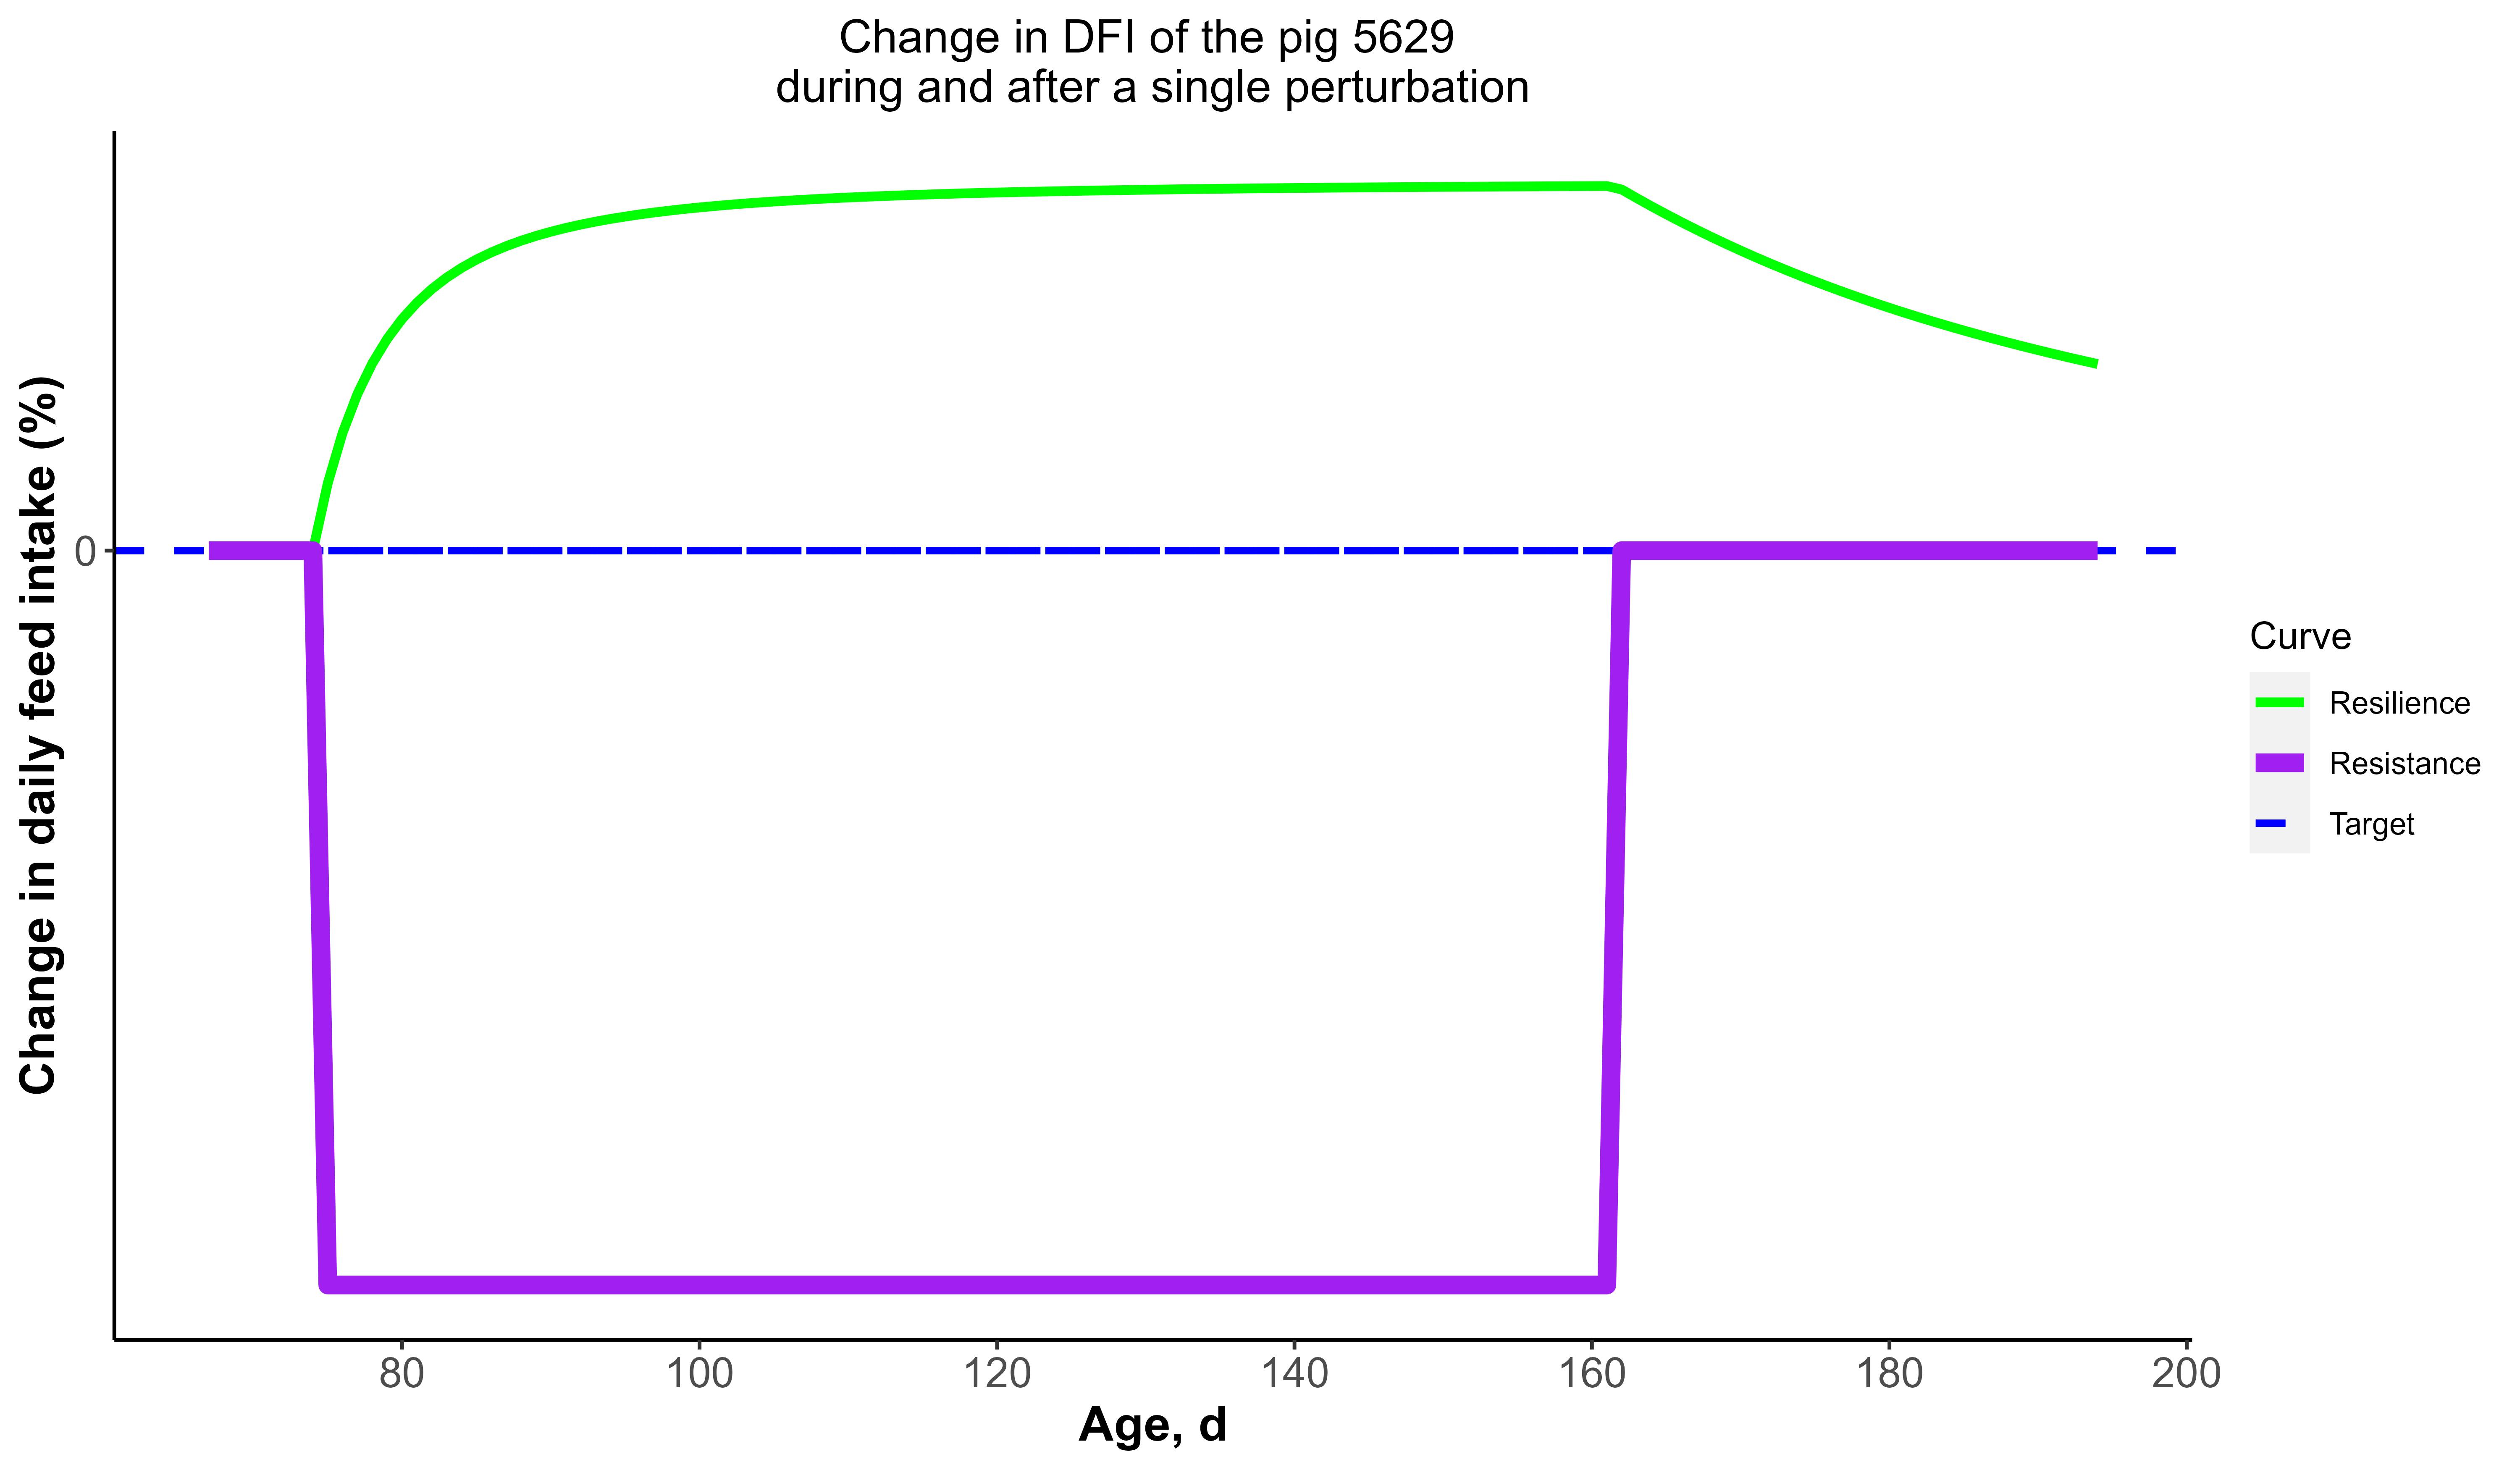 Change in DFI of the pig 5629
during and after a single perturbation
Change in daily feed intake (%)
0
80 100 120 140 160 180 200
Age, d
Curve
Resilience
Resistance
Target